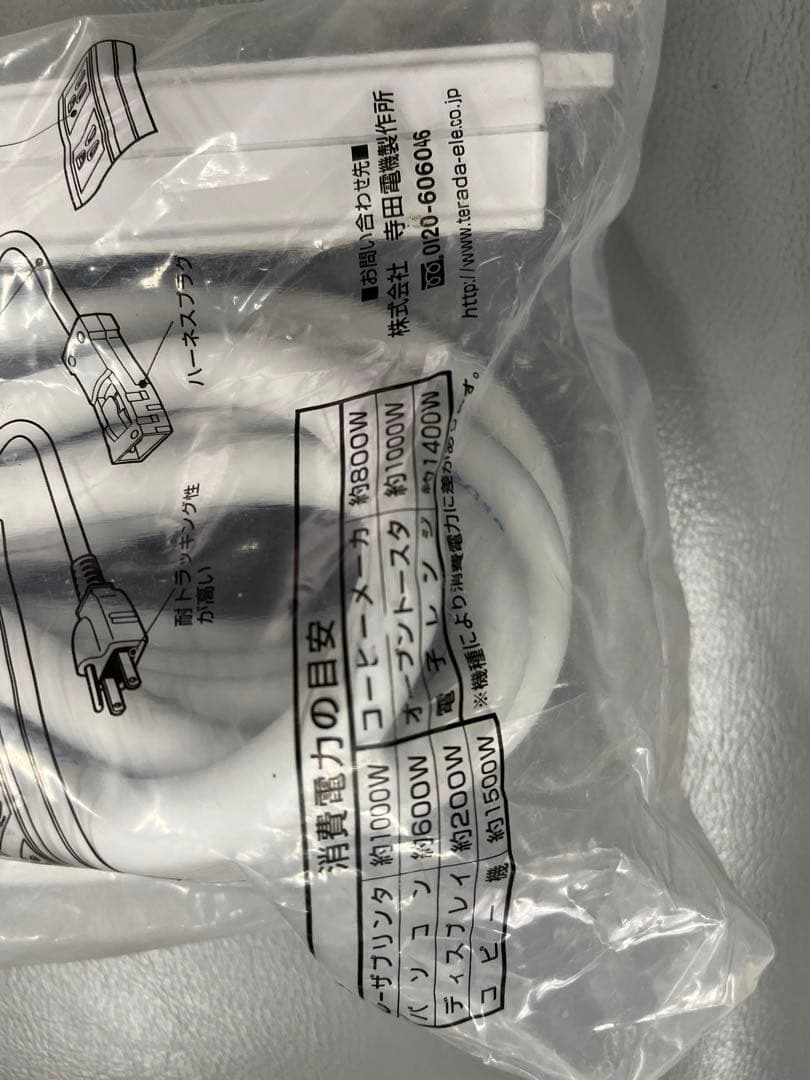 ハーネスプラグ
耐トラッキング性
が高い
消費電力の目安
レーザプリンタ 約1000W コーヒーメーカ 約800W
パソコン 約600W オーブントースタ 約1000W
ディスプレイ 約200W 電子レンジ 約1400W
コピー機 約1500W
※機種により消費電力に差があります。
■お問い合わせ先■
株式会社 寺田電機製作所
0120-606046
http://www.terada-ele.co.jp